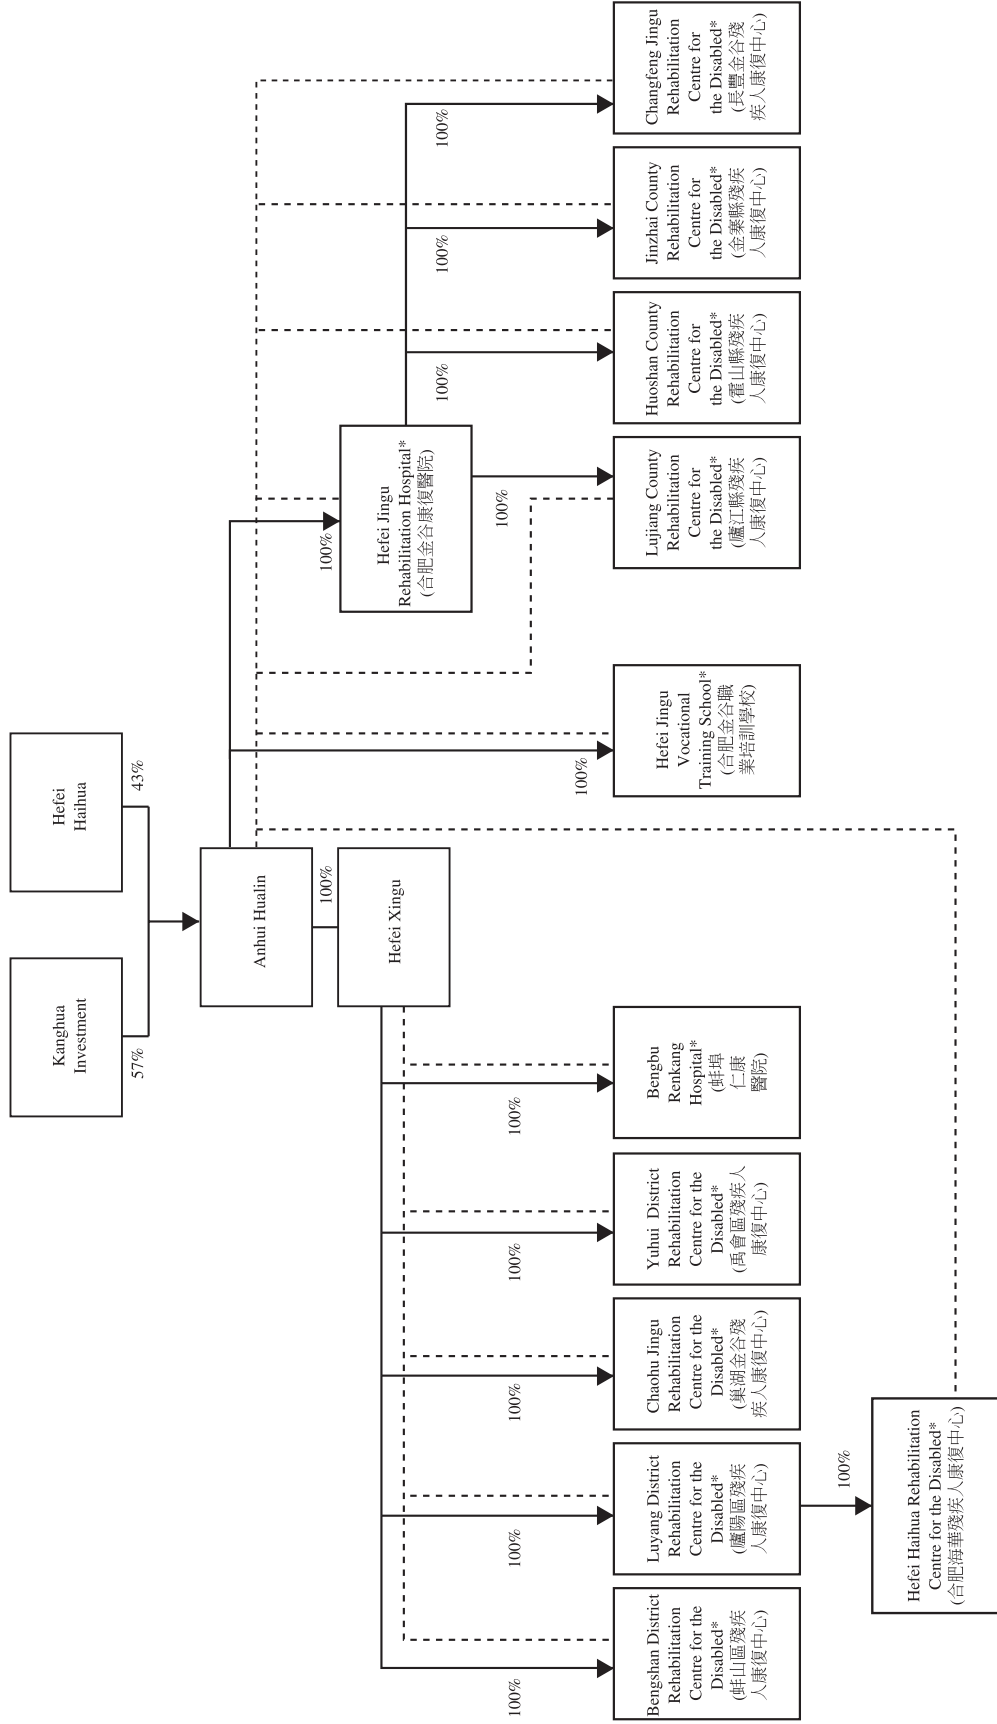 Kanghua
Investment
Hefei
Haihua
57%
43%
Anhui Hualin
100%
Hefei Xingu
100%
Hefei Jingu
Rehabilitation Hospital*
(合肥金谷康復醫院)
100%
100%
100%
100%
100%
100%
100%
100%
100%
100%
Bengshan District
Rehabilitation
Centre for the
Disabled*
(蚌山區殘疾
人康復中心)
Luyang District
Rehabilitation
Centre for the
Disabled*
(廬陽區殘疾
人康復中心)
Chaohu Jingu
Rehabilitation
Centre for the
Disabled*
(巢湖金谷殘
疾人康復中心)
Yuhui District
Rehabilitation
Centre for the
Disabled*
(禹會區殘疾人
康復中心)
Bengbu
Renkang
Hospital*
(蚌埠
仁康
醫院)
Hefei Jingu
Vocational
Training School*
(合肥金谷職
業培訓學校)
Lujiang County
Rehabilitation
Centre for
the Disabled*
(廬江縣殘疾
人康復中心)
Huoshan County
Rehabilitation
Centre for
the Disabled*
(霍山縣殘疾
人康復中心)
Jinzhai County
Rehabilitation
Centre for
the Disabled*
(金寨縣殘疾
人康復中心)
Changfeng Jingu
Rehabilitation
Centre for
the Disabled*
(長豐金谷殘
疾人康復中心)
100%
Hefei Haihua Rehabilitation
Centre for the Disabled*
(合肥海華殘疾人康復中心)